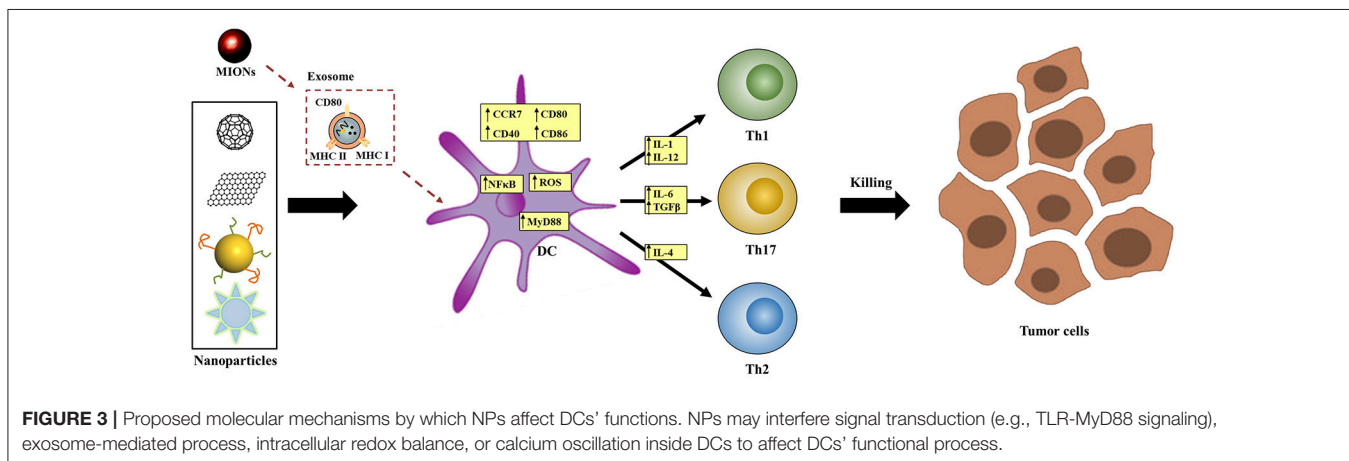 MIONs
Exosome
CD80
MHC II MHC I
Nanoparticles
↑CCR7 ↑CD80
↑CD40 ↑CD86
↑NFκB ↑ROS
↑MyD88
DC
↑IL-1
↑IL-12
↑IL-6
↑TGFβ
↑IL-4
Th1
Th17
Th2
Killing
Tumor cells
FIGURE 3 | Proposed molecular mechanisms by which NPs affect DCs' functions. NPs may interfere signal transduction (e.g., TLR-MyD88 signaling),
exosome-mediated process, intracellular redox balance, or calcium oscillation inside DCs to affect DCs' functional process.